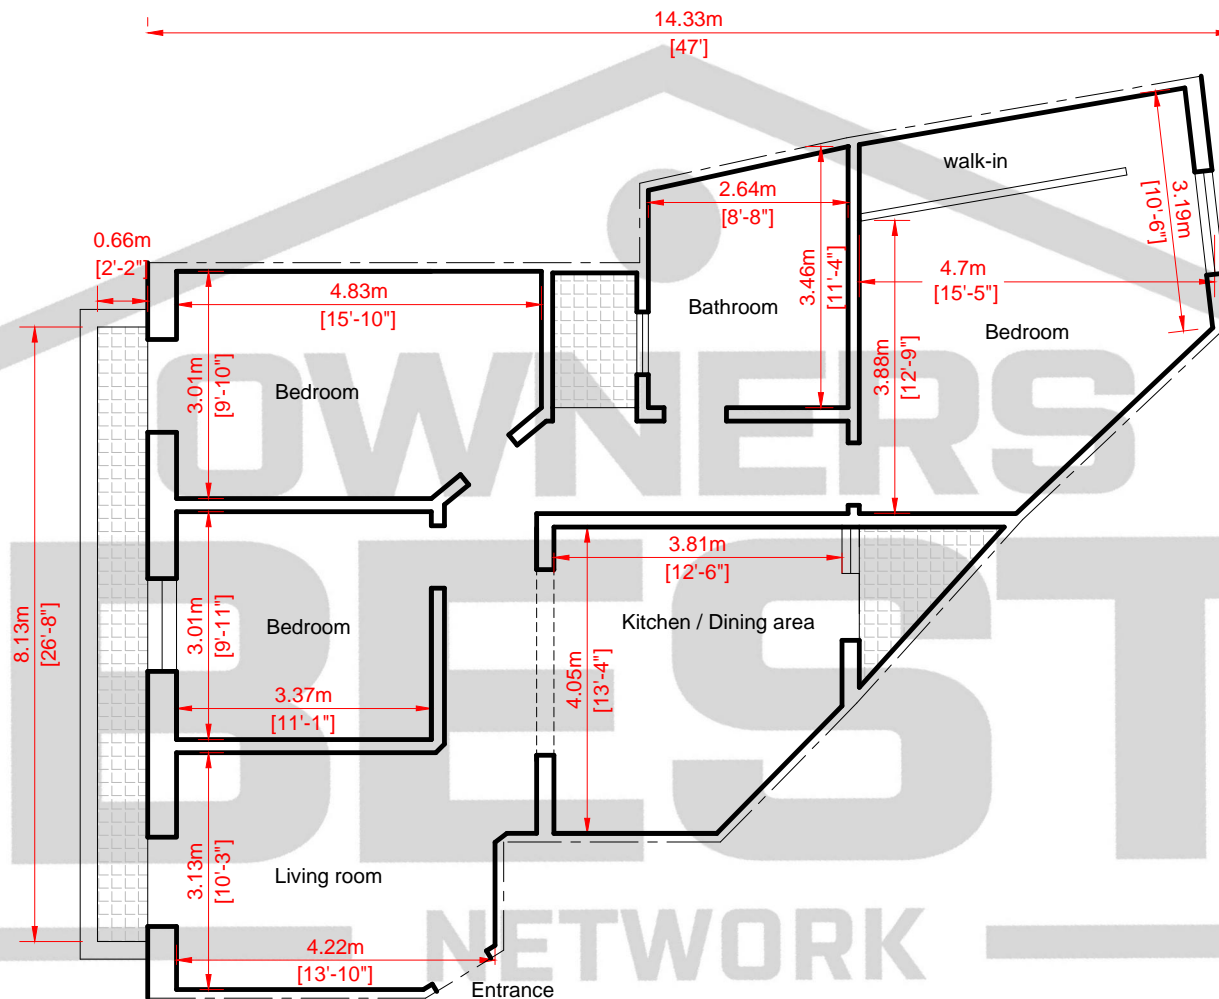 14.33m
[47']
walk-in
3.19m
[10'-6"]
2.64m
[8'-8"]
0.66m
[2'-2"]
3.46m
[11'-4"]
4.7m
[15'-5"]
4.83m
[15'-10"]
Bathroom
Bedroom
3.88m
[12'-9"]
3.01m
[9'-10"]
Bedroom
OWNERS
8.13m
[26'-8"]
3.01m
[9'-11"]
Bedroom
3.81m
[12'-6"]
Kitchen / Dining area
4.05m
[13'-4"]
3.37m
[11'-1"]
BEST
3.13m
[10'-3"]
Living room
4.22m
[13'-10"]
NETWORK
Entrance